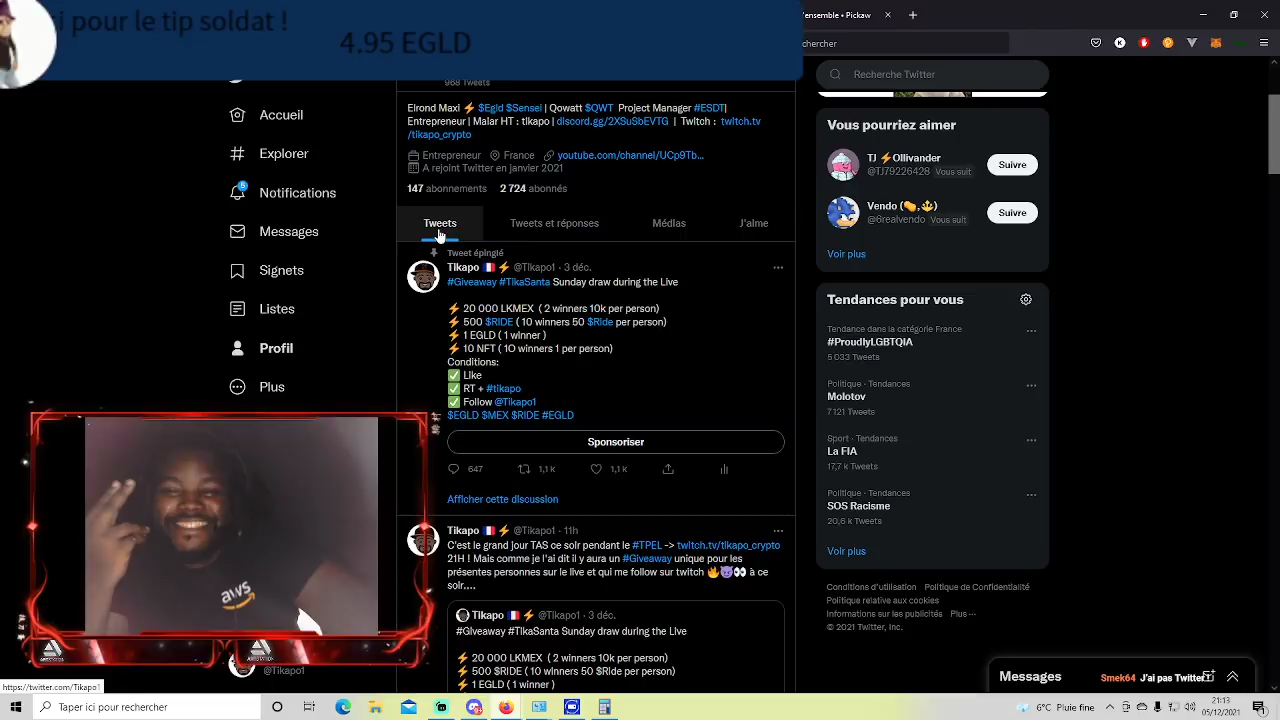 pour le tip soldat !
4.95 EGLD
968 Tweets
Elrond Maxi ⚡ $Egld $Sensei | Qowatt $QWT Project Manager #ESDT|
Entrepreneur | Malar HT : tikapo | discord.gg/2XSuSbEVTG | Twitch : twitch.tv
/tikapo_crypto
Entrepreneur France youtube.com/channel/UCp9Tb...
A rejoint Twitter en janvier 2021
147 abonnements 2 724 abonnés
Tweets Tweets et réponses Médias J'aime
Tweet épinglé
Tikapo 🇫🇷 ⚡ @Tikapo1 · 3 déc.
#Giveaway #TikaSanta Sunday draw during the Live
⚡ 20 000 LKMEX ( 2 winners 10k per person)
⚡ 500 $RIDE ( 10 winners 50 $Ride per person)
⚡ 1 EGLD ( 1 winner )
⚡ 10 NFT ( 1O winners 1 per person)
Conditions:
✅ Like
✅ RT + #tikapo
✅ Follow @Tikapo1
$EGLD $MEX $RIDE #EGLD
Sponsoriser
647 1,1 k 1,1 k
Afficher cette discussion
Tikapo 🇫🇷 ⚡ @Tikapo1 · 11h
C'est le grand jour TAS ce soir pendant le #TPEL -> twitch.tv/tikapo_crypto
21H ! Mais comme je l'ai dit il y aura un #Giveaway unique pour les
présentes personnes sur le live et qui me follow sur twitch 🔥😈👀 à ce
soir....
Tikapo 🇫🇷 ⚡ @Tikapo1 · 3 déc.
#Giveaway #TikaSanta Sunday draw during the Live
⚡ 20 000 LKMEX ( 2 winners 10k per person)
⚡ 500 $RIDE ( 10 winners 50 $Ride per person)
⚡ 1 EGLD ( 1 winner )
Accueil
Explorer
5
Notifications
Messages
Signets
Listes
Profil
Plus
aws
@Tikapo1
https://twitter.com/Tikapo1
Recherche Twitter
Vous pourriez aimer
TJ ⚡Ollivander
@TJ79226428 Vous suit
Suivre
Vendo
@6realvendo Vous suit
Suivre
Voir plus
Tendances pour vous
Tendance dans la catégorie France
#ProudlyLGBTQIA
5 033 Tweets
Politique · Tendances
Molotov
7 121 Tweets
Sport · Tendances
La FIA
17,7 k Tweets
Politique · Tendances
SOS Racisme
20,6 k Tweets
Voir plus
Conditions d'utilisation Politique de Confidentialité
Politique relative aux cookies
Informations sur les publicités Plus ···
© 2021 Twitter, Inc.
Messages Smek64 J'ai pas Twitter
Taper ici pour rechercher
6°C Pluie fine
21:13
05/12/2021